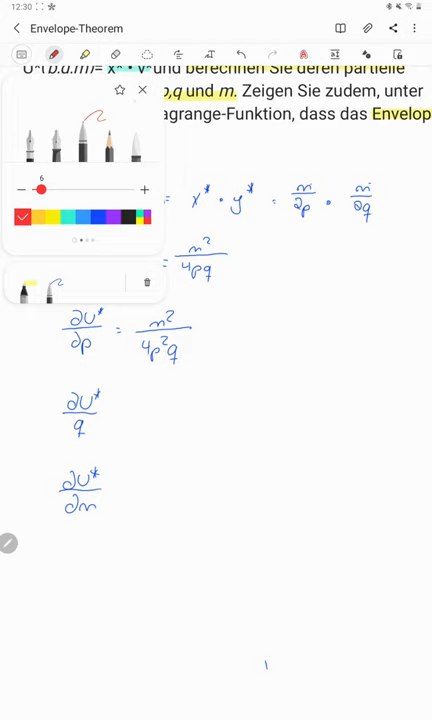 12:30
Envelope-Theorem
U*(p,q,m)= x* · y* und berechnen Sie deren partielle
p,q und m. Zeigen Sie zudem, unter
agrange-Funktion, dass das Envelop
6
= x* · y* = m/2p · m/2q
= m²/4pq
∂U*/∂p = m²/4p²q
∂U*/q
∂U*/∂m